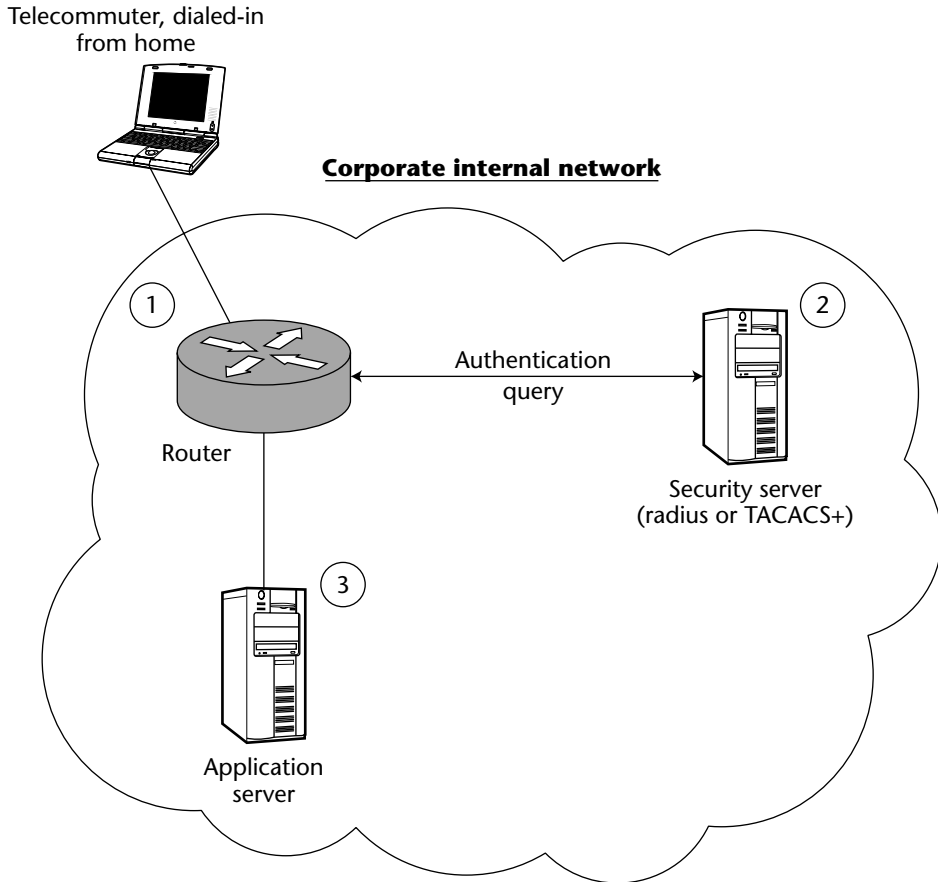 Telecommuter, dialed-in
from home
Corporate internal network
1
2
Authentication
query
Router
Security server
(radius or TACACS+)
3
Application
server